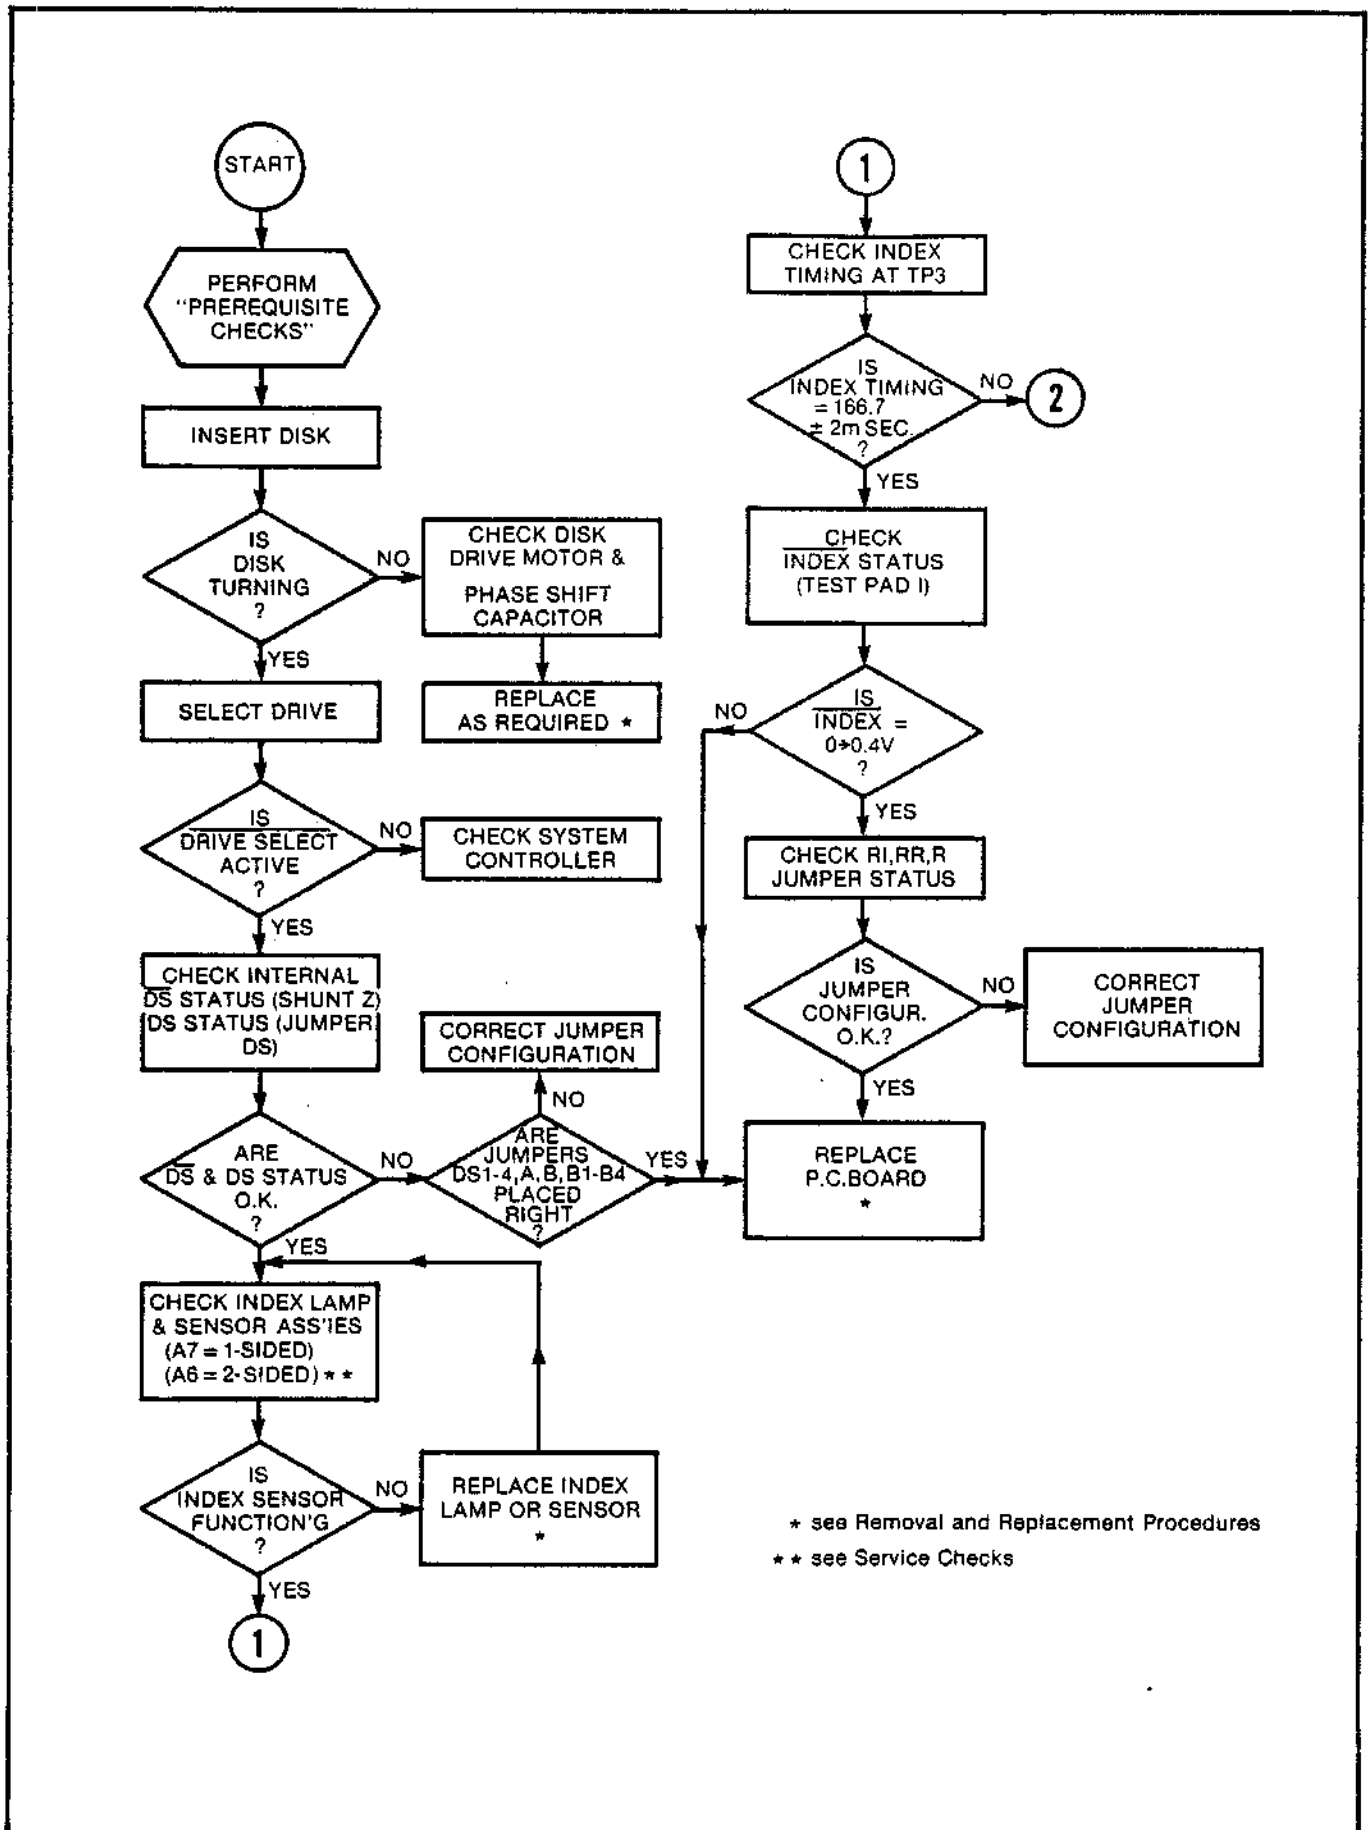 START
PERFORM
"PREREQUISITE
CHECKS"
INSERT DISK
IS
DISK
TURNING
?
NO
CHECK DISK
DRIVE MOTOR &
PHASE SHIFT
CAPACITOR
REPLACE
AS REQUIRED *
YES
SELECT DRIVE
IS
DRIVE SELECT
ACTIVE
?
NO
CHECK SYSTEM
CONTROLLER
YES
CHECK INTERNAL
DS STATUS (SHUNT Z)
DS STATUS (JUMPER
DS)
ARE
DS & DS STATUS
O.K.
?
NO
ARE
JUMPERS
DS1-4, A, B, B1-B4
PLACED
RIGHT
?
NO
CORRECT JUMPER
CONFIGURATION
YES
YES
CHECK INDEX LAMP
& SENSOR ASS'IES
(A7 = 1-SIDED)
(A6 = 2-SIDED) * *
IS
INDEX SENSOR
FUNCTION'G
?
NO
REPLACE INDEX
LAMP OR SENSOR
*
YES
1
1
CHECK INDEX
TIMING AT TP3
IS
INDEX TIMING
= 166.7
± 2m SEC.
?
NO
2
YES
CHECK
INDEX STATUS
(TEST PAD I)
IS
INDEX =
0→0.4V
?
NO
YES
CHECK RI,RR,R
JUMPER STATUS
IS
JUMPER
CONFIGUR.
O.K.?
NO
CORRECT
JUMPER
CONFIGURATION
YES
REPLACE
P.C.BOARD
*
* see Removal and Replacement Procedures
* * see Service Checks